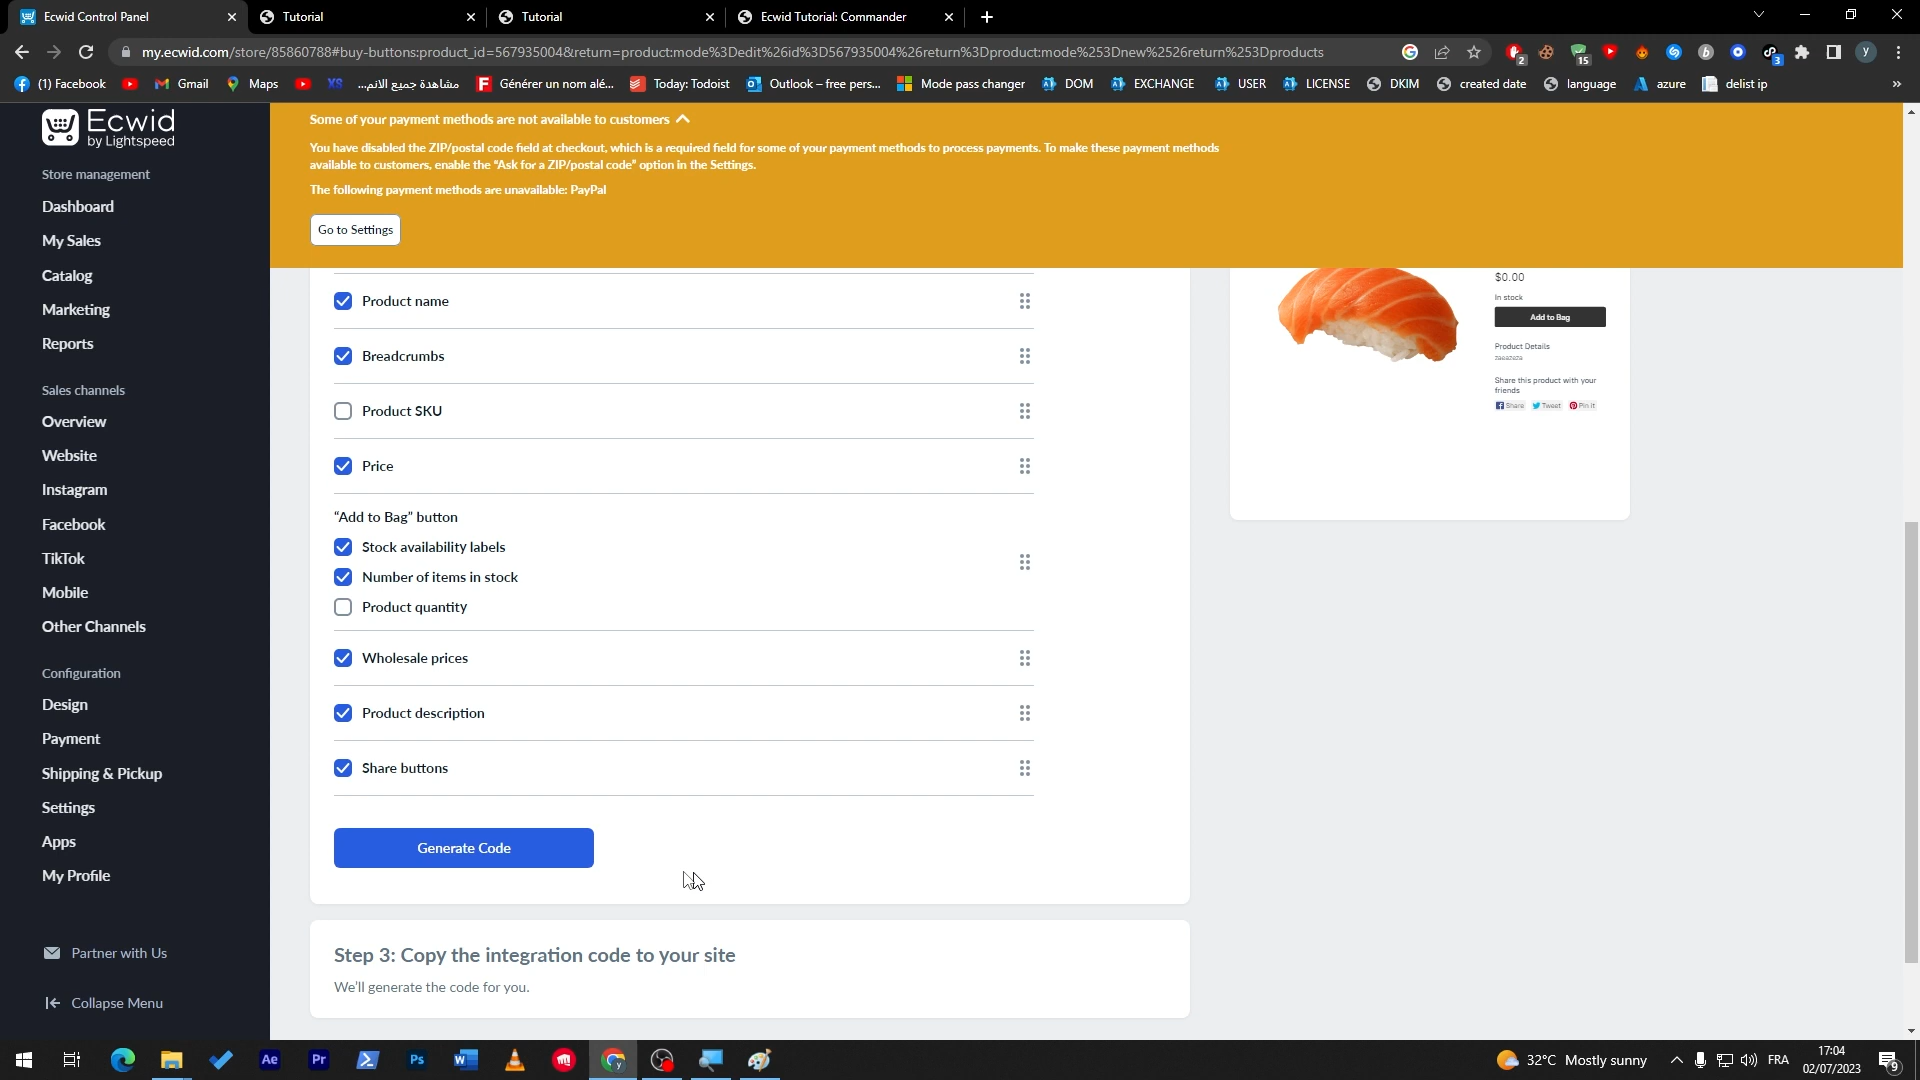 Ecwid Control Panel
Tutorial
Tutorial
Ecwid Tutorial: Commander
my.ecwid.com/store/85860788#buy-buttons:product_id=567935004&return=product:mode%3Dedit%26id%3D567935004%26return%3Dproduct:mode%253Dnew%2526return%253Dproducts
2
15
3
y
(1) Facebook
Gmail
Maps
XS
مشاهدة جميع الانم...
Générer un nom alé...
Today: Todoist
Outlook – free pers...
Mode pass changer
DOM
EXCHANGE
USER
LICENSE
DKIM
created date
language
azure
delist ip
»
Ecwid
by Lightspeed
Store management
Dashboard
My Sales
Catalog
Marketing
Reports
Sales channels
Overview
Website
Instagram
Facebook
TikTok
Mobile
Other Channels
Configuration
Design
Payment
Shipping & Pickup
Settings
Apps
My Profile
Partner with Us
Collapse Menu
Some of your payment methods are not available to customers
You have disabled the ZIP/postal code field at checkout, which is a required field for some of your payment methods to process payments. To make these payment methods
available to customers, enable the “Ask for a ZIP/postal code” option in the Settings.
The following payment methods are unavailable: PayPal
Go to Settings
Product name
Breadcrumbs
Product SKU
Price
“Add to Bag” button
Stock availability labels
Number of items in stock
Product quantity
Wholesale prices
Product description
Share buttons
Generate Code
Step 3: Copy the integration code to your site
We’ll generate the code for you.
$0.00
In stock
Add to Bag
Product Details
Share this product with your
friends
Share
Tweet
Pin it
Ae
Pr
Ps
32°C Mostly sunny
FRA
17:04
02/07/2023
9